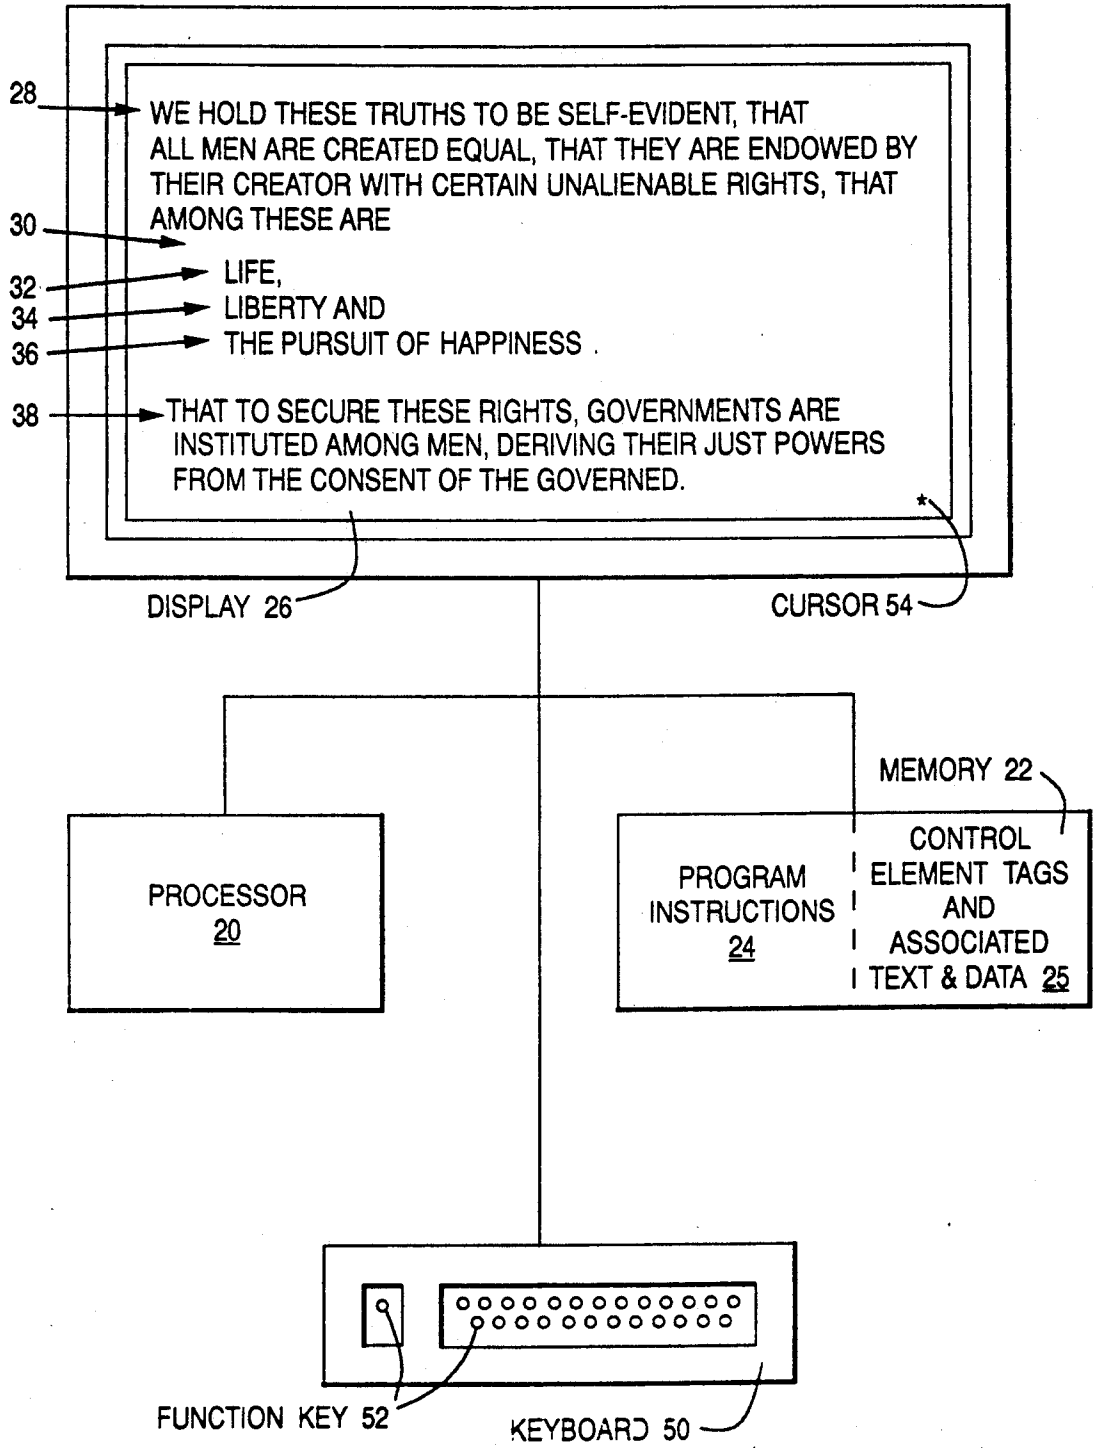 28
WE HOLD THESE TRUTHS TO BE SELF-EVIDENT, THAT
ALL MEN ARE CREATED EQUAL, THAT THEY ARE ENDOWED BY
THEIR CREATOR WITH CERTAIN UNALIENABLE RIGHTS, THAT
AMONG THESE ARE
30
32
LIFE,
34
LIBERTY AND
36
THE PURSUIT OF HAPPINESS .
38
THAT TO SECURE THESE RIGHTS, GOVERNMENTS ARE
INSTITUTED AMONG MEN, DERIVING THEIR JUST POWERS
FROM THE CONSENT OF THE GOVERNED.
*
DISPLAY 26
CURSOR 54
MEMORY 22
PROCESSOR
20
PROGRAM
INSTRUCTIONS
24
CONTROL
ELEMENT TAGS
AND
ASSOCIATED
TEXT & DATA 25
FUNCTION KEY 52
KEYBOARD 50